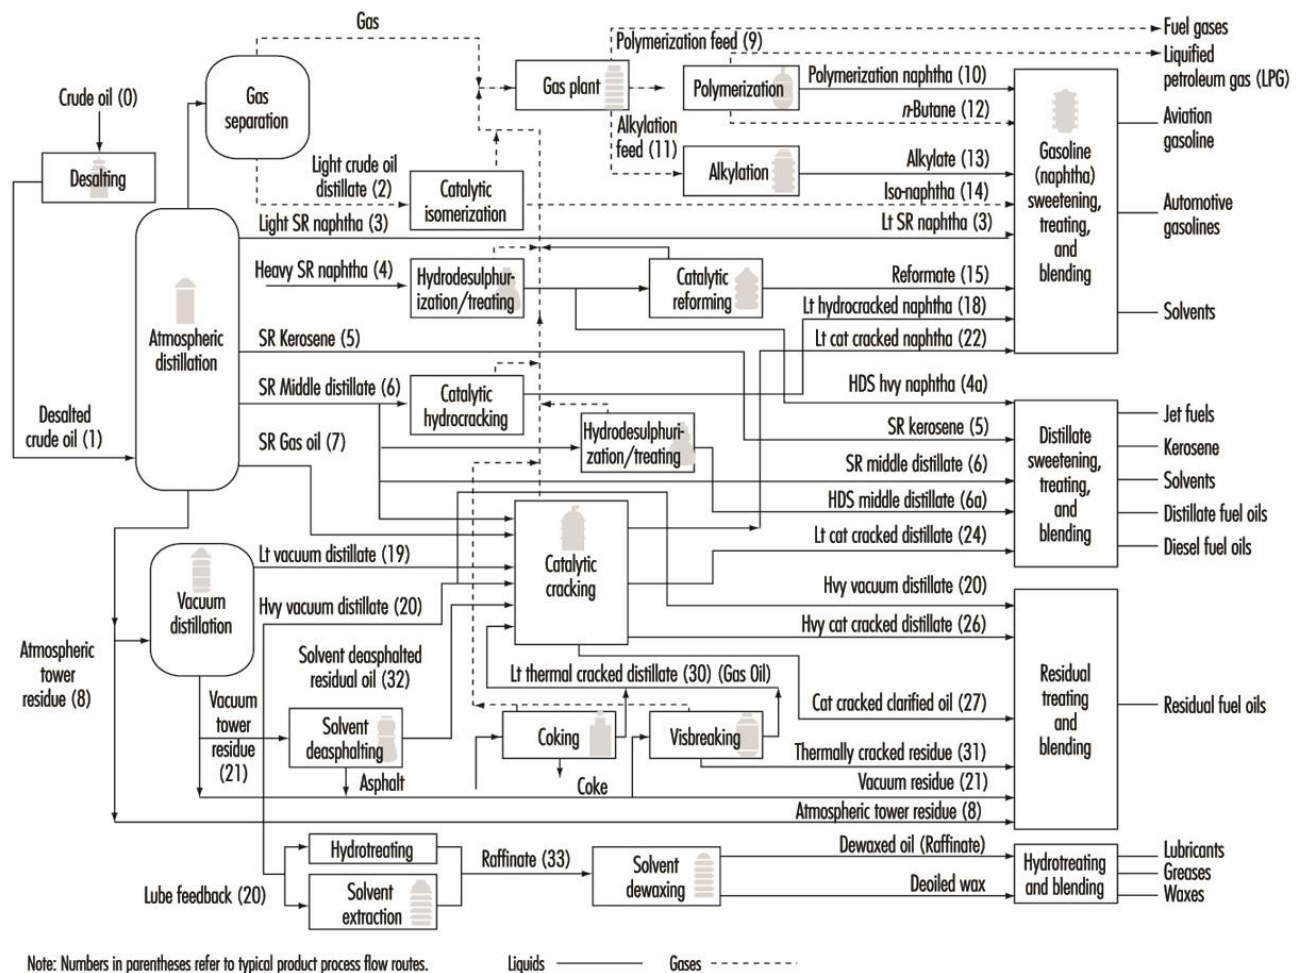 Gas
Fuel gases
Polymerization feed (9)
Liquified
petroleum gas (LPG)
Crude oil (0)
Gas
separation
Gas plant
Polymerization
Polymerization naphtha (10)
n-Butane (12)
Aviation
gasoline
Desalting
Alkylation
feed (11)
Alkylation
Alkylate (13)
Gasoline
(naphtha)
sweetening,
treating,
and
blending
Light crude oil
distillate (2)
Catalytic
isomerization
Iso-naphtha (14)
Automotive
gasolines
Light SR naphtha (3)
Lt SR naphtha (3)
Heavy SR naphtha (4)
Hydrodesulphur-
ization/treating
Catalytic
reforming
Reformate (15)
Lt hydrocracked naphtha (18)
Solvents
Atmospheric
distillation
SR Kerosene (5)
Lt cat cracked naphtha (22)
SR Middle distillate (6)
Catalytic
hydrocracking
HDS hvy naphtha (4a)
Jet fuels
Desalted
crude oil (1)
SR Gas oil (7)
Hydrodesulphuri-
zation/treating
SR kerosene (5)
Distillate
sweetening,
treating,
and
blending
Kerosene
SR middle distillate (6)
Solvents
HDS middle distillate (6a)
Distillate fuel oils
Lt cat cracked distillate (24)
Diesel fuel oils
Lt vacuum distillate (19)
Catalytic
cracking
Vacuum
distillation
Hvy vacuum distillate (20)
Hvy vacuum distillate (20)
Hvy cat cracked distillate (26)
Atmospheric
tower
residue (8)
Solvent deasphalted
residual oil (32)
Lt thermal cracked distillate (30) (Gas Oil)
Residual
treating
and
blending
Vacuum
tower
residue
(21)
Solvent
deasphalting
Coking
Visbreaking
Cat cracked clarified oil (27)
Residual fuel oils
Thermally cracked residue (31)
Asphalt
Coke
Vacuum residue (21)
Atmospheric tower residue (8)
Hydrotreating
Raffinate (33)
Solvent
dewaxing
Dewaxed oil (Raffinate)
Hydrotreating
and blending
Lubricants
Greases
Waxes
Lube feedback (20)
Solvent
extraction
Deoiled wax
Note: Numbers in parentheses refer to typical product process flow routes.
Liquids
Gases